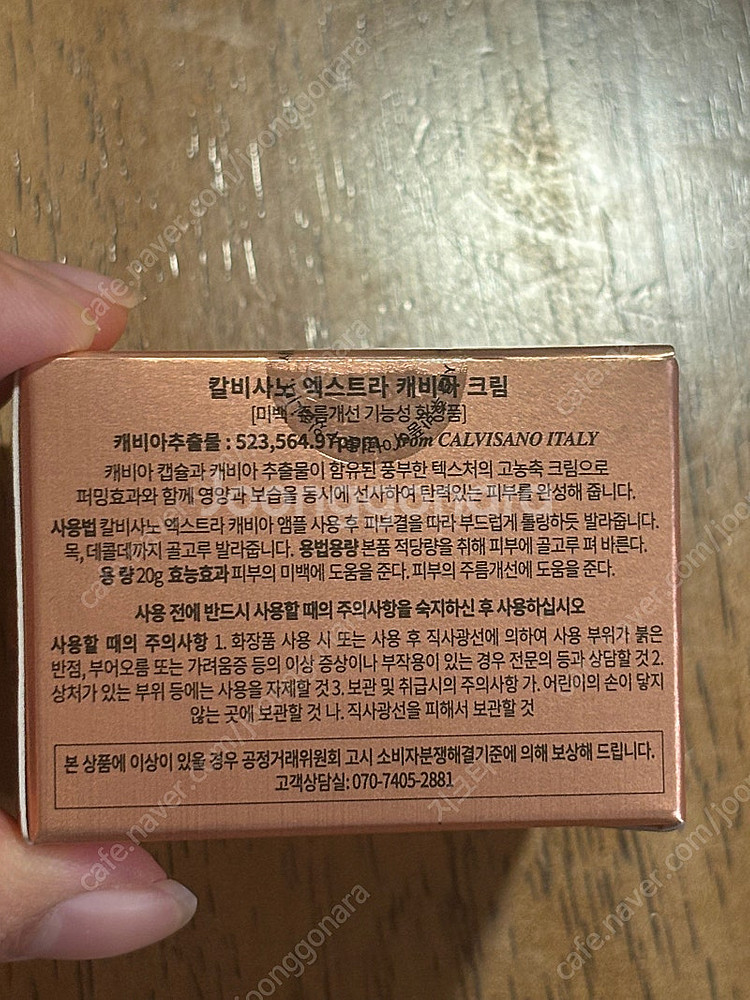 칼비사노 엑스트라 캐비아 크림
[미백·주름개선 기능성 화장품]
캐비아추출물 : 523,564.97ppm from CALVISANO ITALY
캐비아 캡슐과 캐비아 추출물이 함유된 풍부한 텍스처의 고농축 크림으로
퍼밍효과와 함께 영양과 보습을 동시에 선사하여 탄력있는 피부를 완성해 줍니다.
사용법 칼비사노 엑스트라 캐비아 앰플 사용 후 피부결을 따라 부드럽게 롤링하듯 발라줍니다.
목, 데콜데까지 골고루 발라줍니다. 용법용량 본품 적당량을 취해 피부에 골고루 펴 바른다.
용 량 20g 효능효과 피부의 미백에 도움을 준다. 피부의 주름개선에 도움을 준다.
사용 전에 반드시 사용할 때의 주의사항을 숙지하신 후 사용하십시오
사용할 때의 주의사항 1. 화장품 사용 시 또는 사용 후 직사광선에 의하여 사용 부위가 붉은
반점, 부어오름 또는 가려움증 등의 이상 증상이나 부작용이 있는 경우 전문의 등과 상담할 것 2.
상처가 있는 부위 등에는 사용을 자제할 것 3. 보관 및 취급시의 주의사항 가. 어린이의 손이 닿지
않는 곳에 보관할 것 나. 직사광선을 피해서 보관할 것
본 상품에 이상이 있을 경우 공정거래위원회 고시 소비자분쟁해결기준에 의해 보상해 드립니다.
고객상담실: 070-7405-2881
Joonggonara
cafe.naver.com/joonggonara